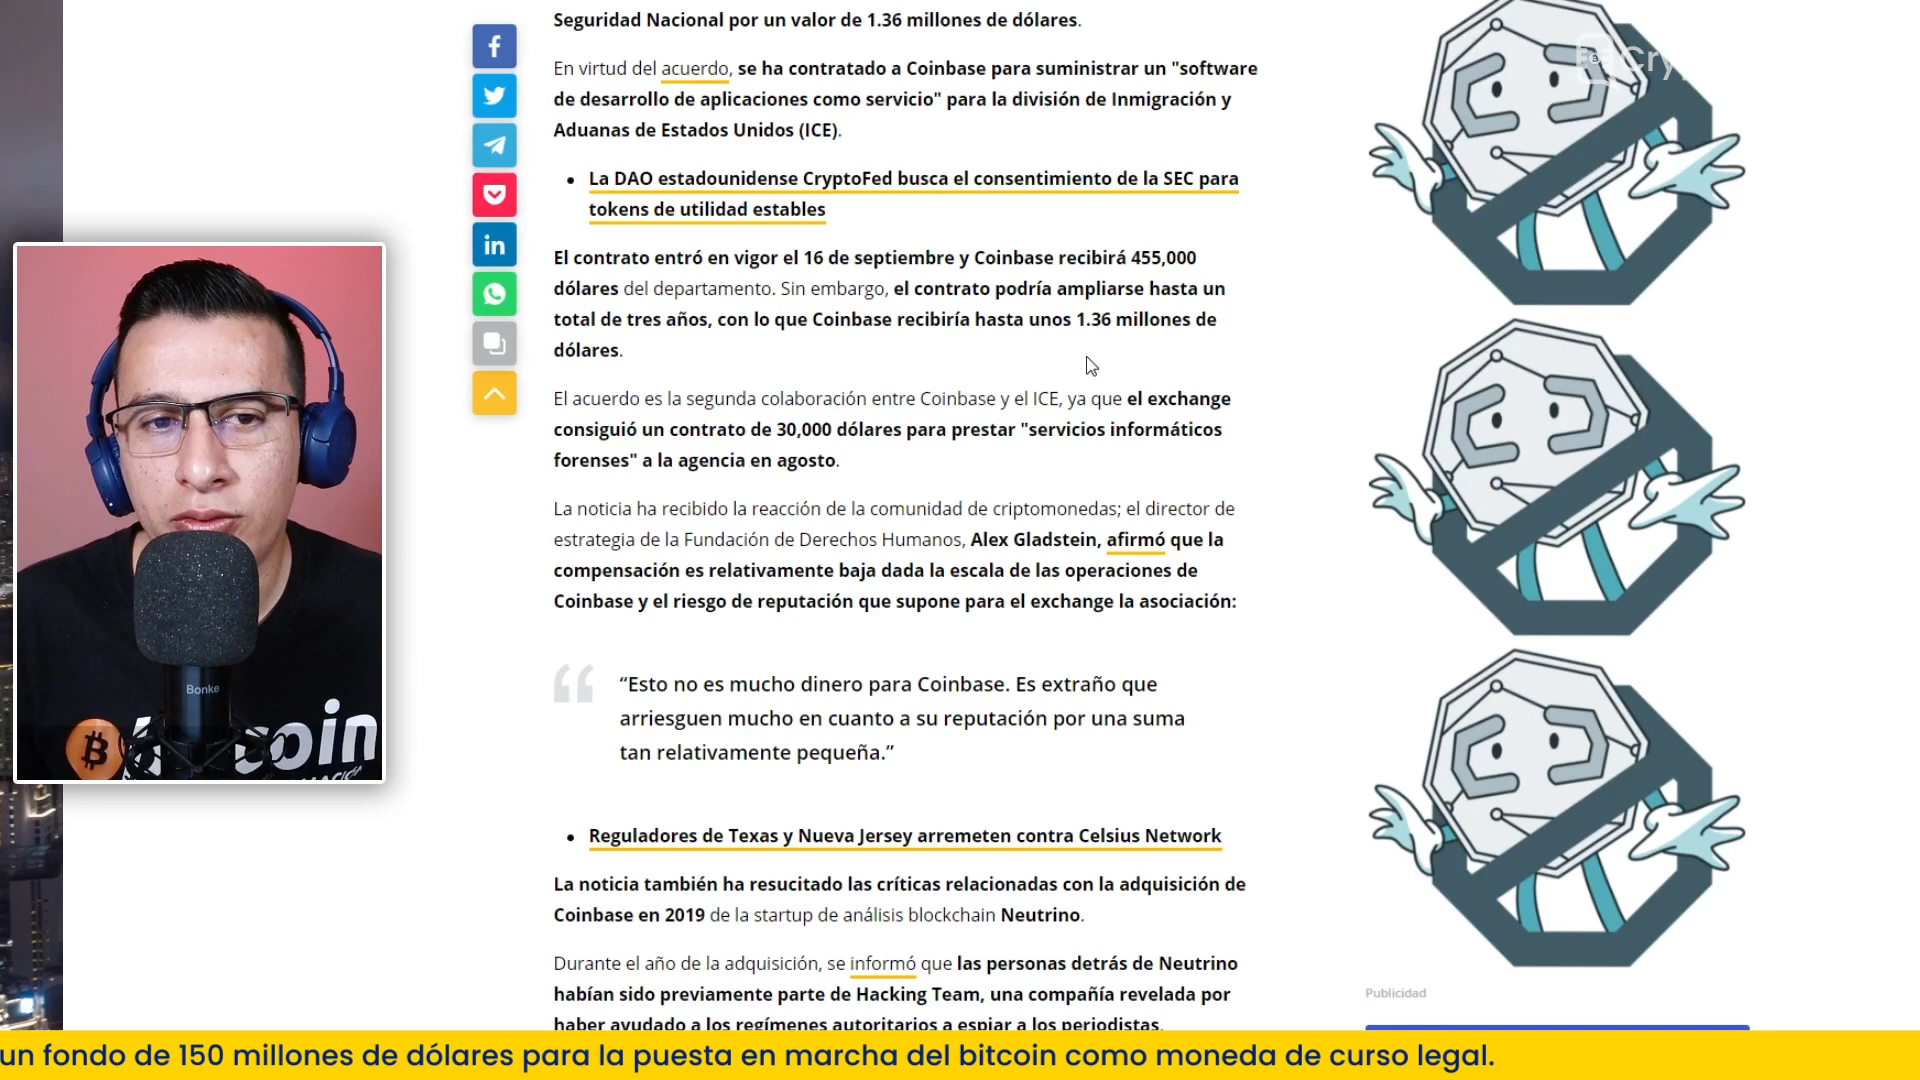 Seguridad Nacional por un valor de 1.36 millones de dólares.
En virtud del acuerdo, se ha contratado a Coinbase para suministrar un "software
de desarrollo de aplicaciones como servicio" para la división de Inmigración y
Aduanas de Estados Unidos (ICE).
La DAO estadounidense CryptoFed busca el consentimiento de la SEC para
tokens de utilidad estables
El contrato entró en vigor el 16 de septiembre y Coinbase recibirá 455,000
dólares del departamento. Sin embargo, el contrato podría ampliarse hasta un
total de tres años, con lo que Coinbase recibiría hasta unos 1.36 millones de
dólares.
El acuerdo es la segunda colaboración entre Coinbase y el ICE, ya que el exchange
consiguió un contrato de 30,000 dólares para prestar "servicios informáticos
forenses" a la agencia en agosto.
La noticia ha recibido la reacción de la comunidad de criptomonedas; el director de
estrategia de la Fundación de Derechos Humanos, Alex Gladstein, afirmó que la
compensación es relativamente baja dada la escala de las operaciones de
Coinbase y el riesgo de reputación que supone para el exchange la asociación:
“Esto no es mucho dinero para Coinbase. Es extraño que
arriesguen mucho en cuanto a su reputación por una suma
tan relativamente pequeña.”
Reguladores de Texas y Nueva Jersey arremeten contra Celsius Network
La noticia también ha resucitado las críticas relacionadas con la adquisición de
Coinbase en 2019 de la startup de análisis blockchain Neutrino.
Durante el año de la adquisición, se informó que las personas detrás de Neutrino
habían sido previamente parte de Hacking Team, una compañía revelada por
haber ayudado a los regímenes autoritarios a espiar a los periodistas.
Publicidad
Bonke
un fondo de 150 millones de dólares para la puesta en marcha del bitcoin como moneda de curso legal.